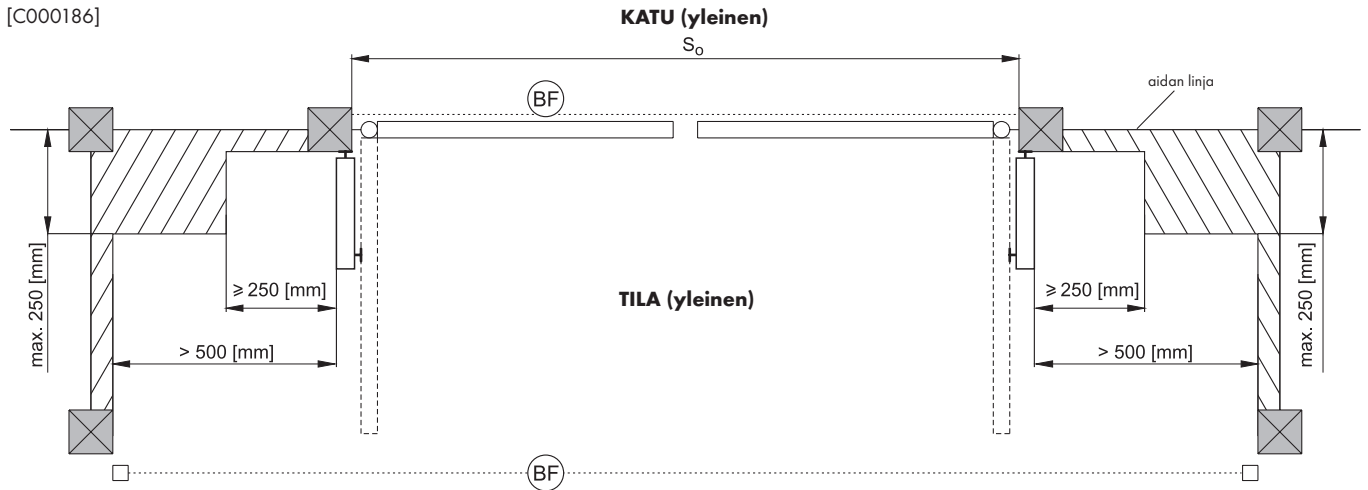 [C000186]
KATU (yleinen)
So
BF
aidan linja
max. 250 [mm]
⩾ 250 [mm]
TILA (yleinen)
⩾ 250 [mm]
max. 250 [mm]
> 500 [mm]
> 500 [mm]
BF